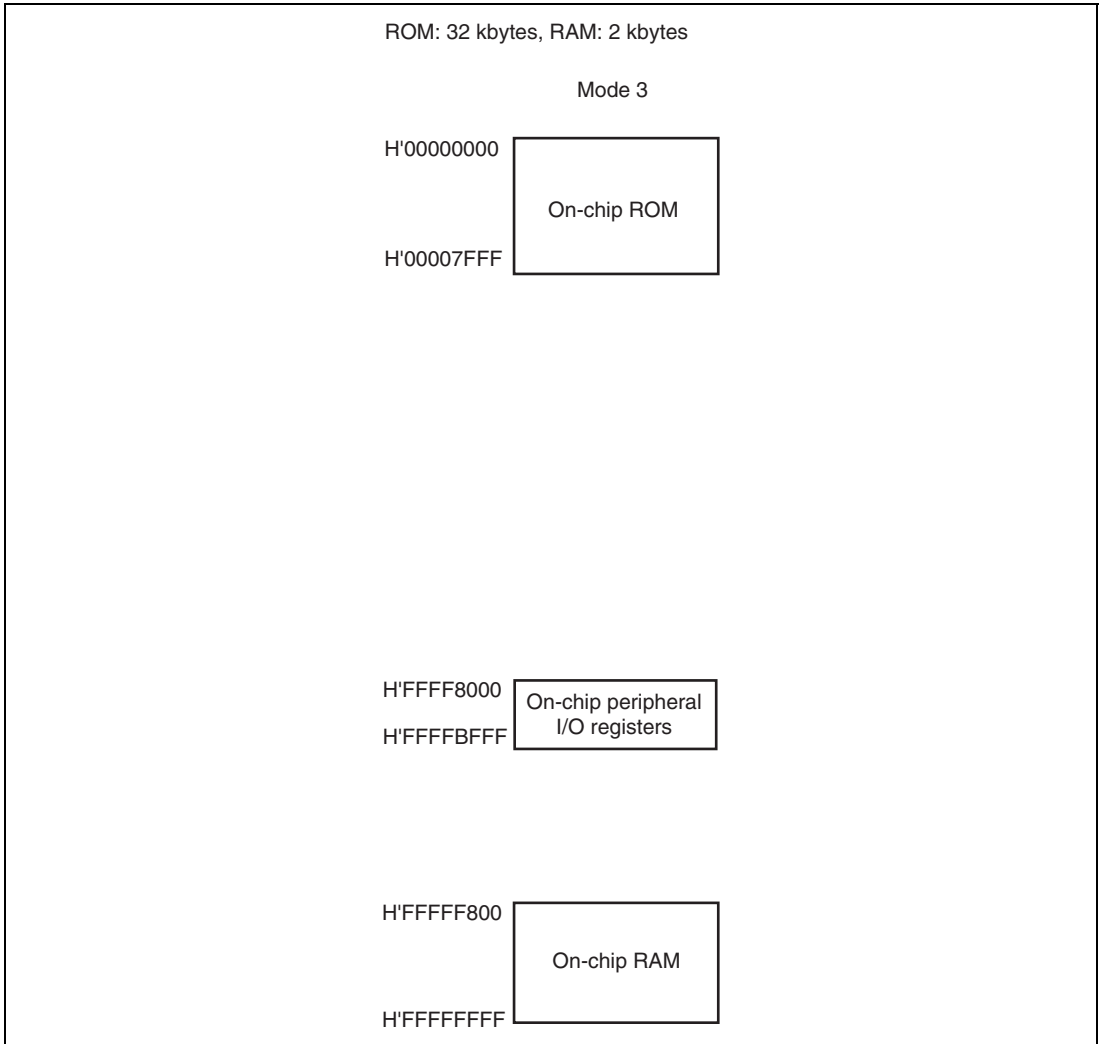 ROM: 32 kbytes, RAM: 2 kbytes
Mode 3
H'00000000
On-chip ROM
H'00007FFF
H'FFFF8000
On-chip peripheral
I/O registers
H'FFFFBFFF
H'FFFFF800
On-chip RAM
H'FFFFFFFF